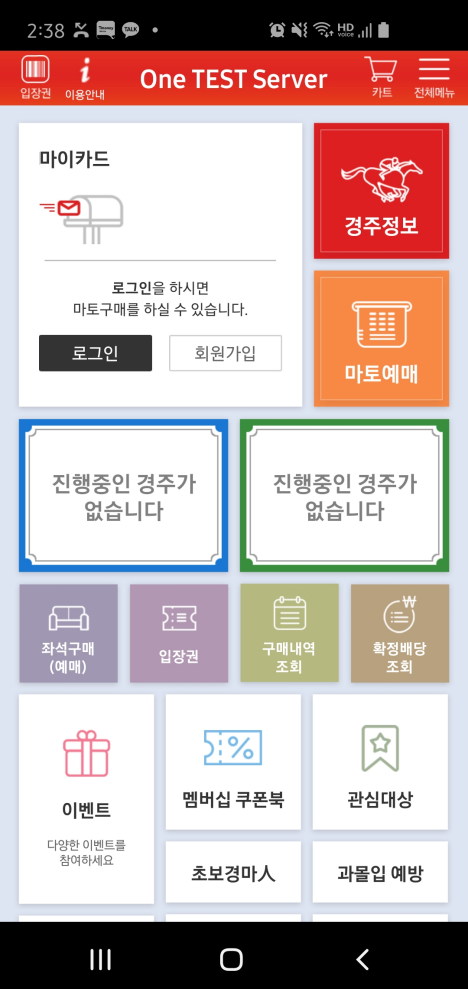 2:38
TALK
HD
voice
One TEST Server
입장권
이용안내
카트
전체메뉴
마이카드
로그인을 하시면
마토구매를 하실 수 있습니다.
로그인
회원가입
경주정보
마토예매
진행중인 경주가
없습니다
진행중인 경주가
없습니다
좌석구매
(예매)
입장권
구매내역
조회
확정배당
조회
이벤트
다양한 이벤트를
참여하세요
멤버십 쿠폰북
관심대상
초보경마人
과몰입 예방